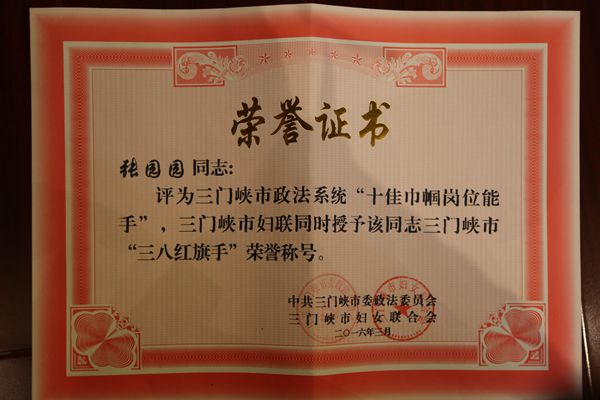 荣誉证书
张园园 同志:
评为三门峡市政法系统“十佳巾帼岗位能
手”，三门峡市妇联同时授予该同志三门峡市
“三八红旗手”荣誉称号。
中共三门峡市委政法委员会
三门峡市妇女联合会
二〇一六年三月